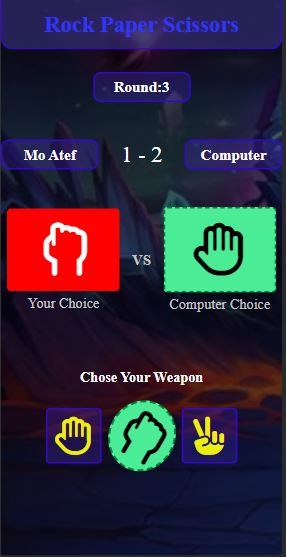 Rock Paper Scissors
Round:3
Mo Atef 1 - 2 Computer
vs
Your Choice Computer Choice
Chose Your Weapon